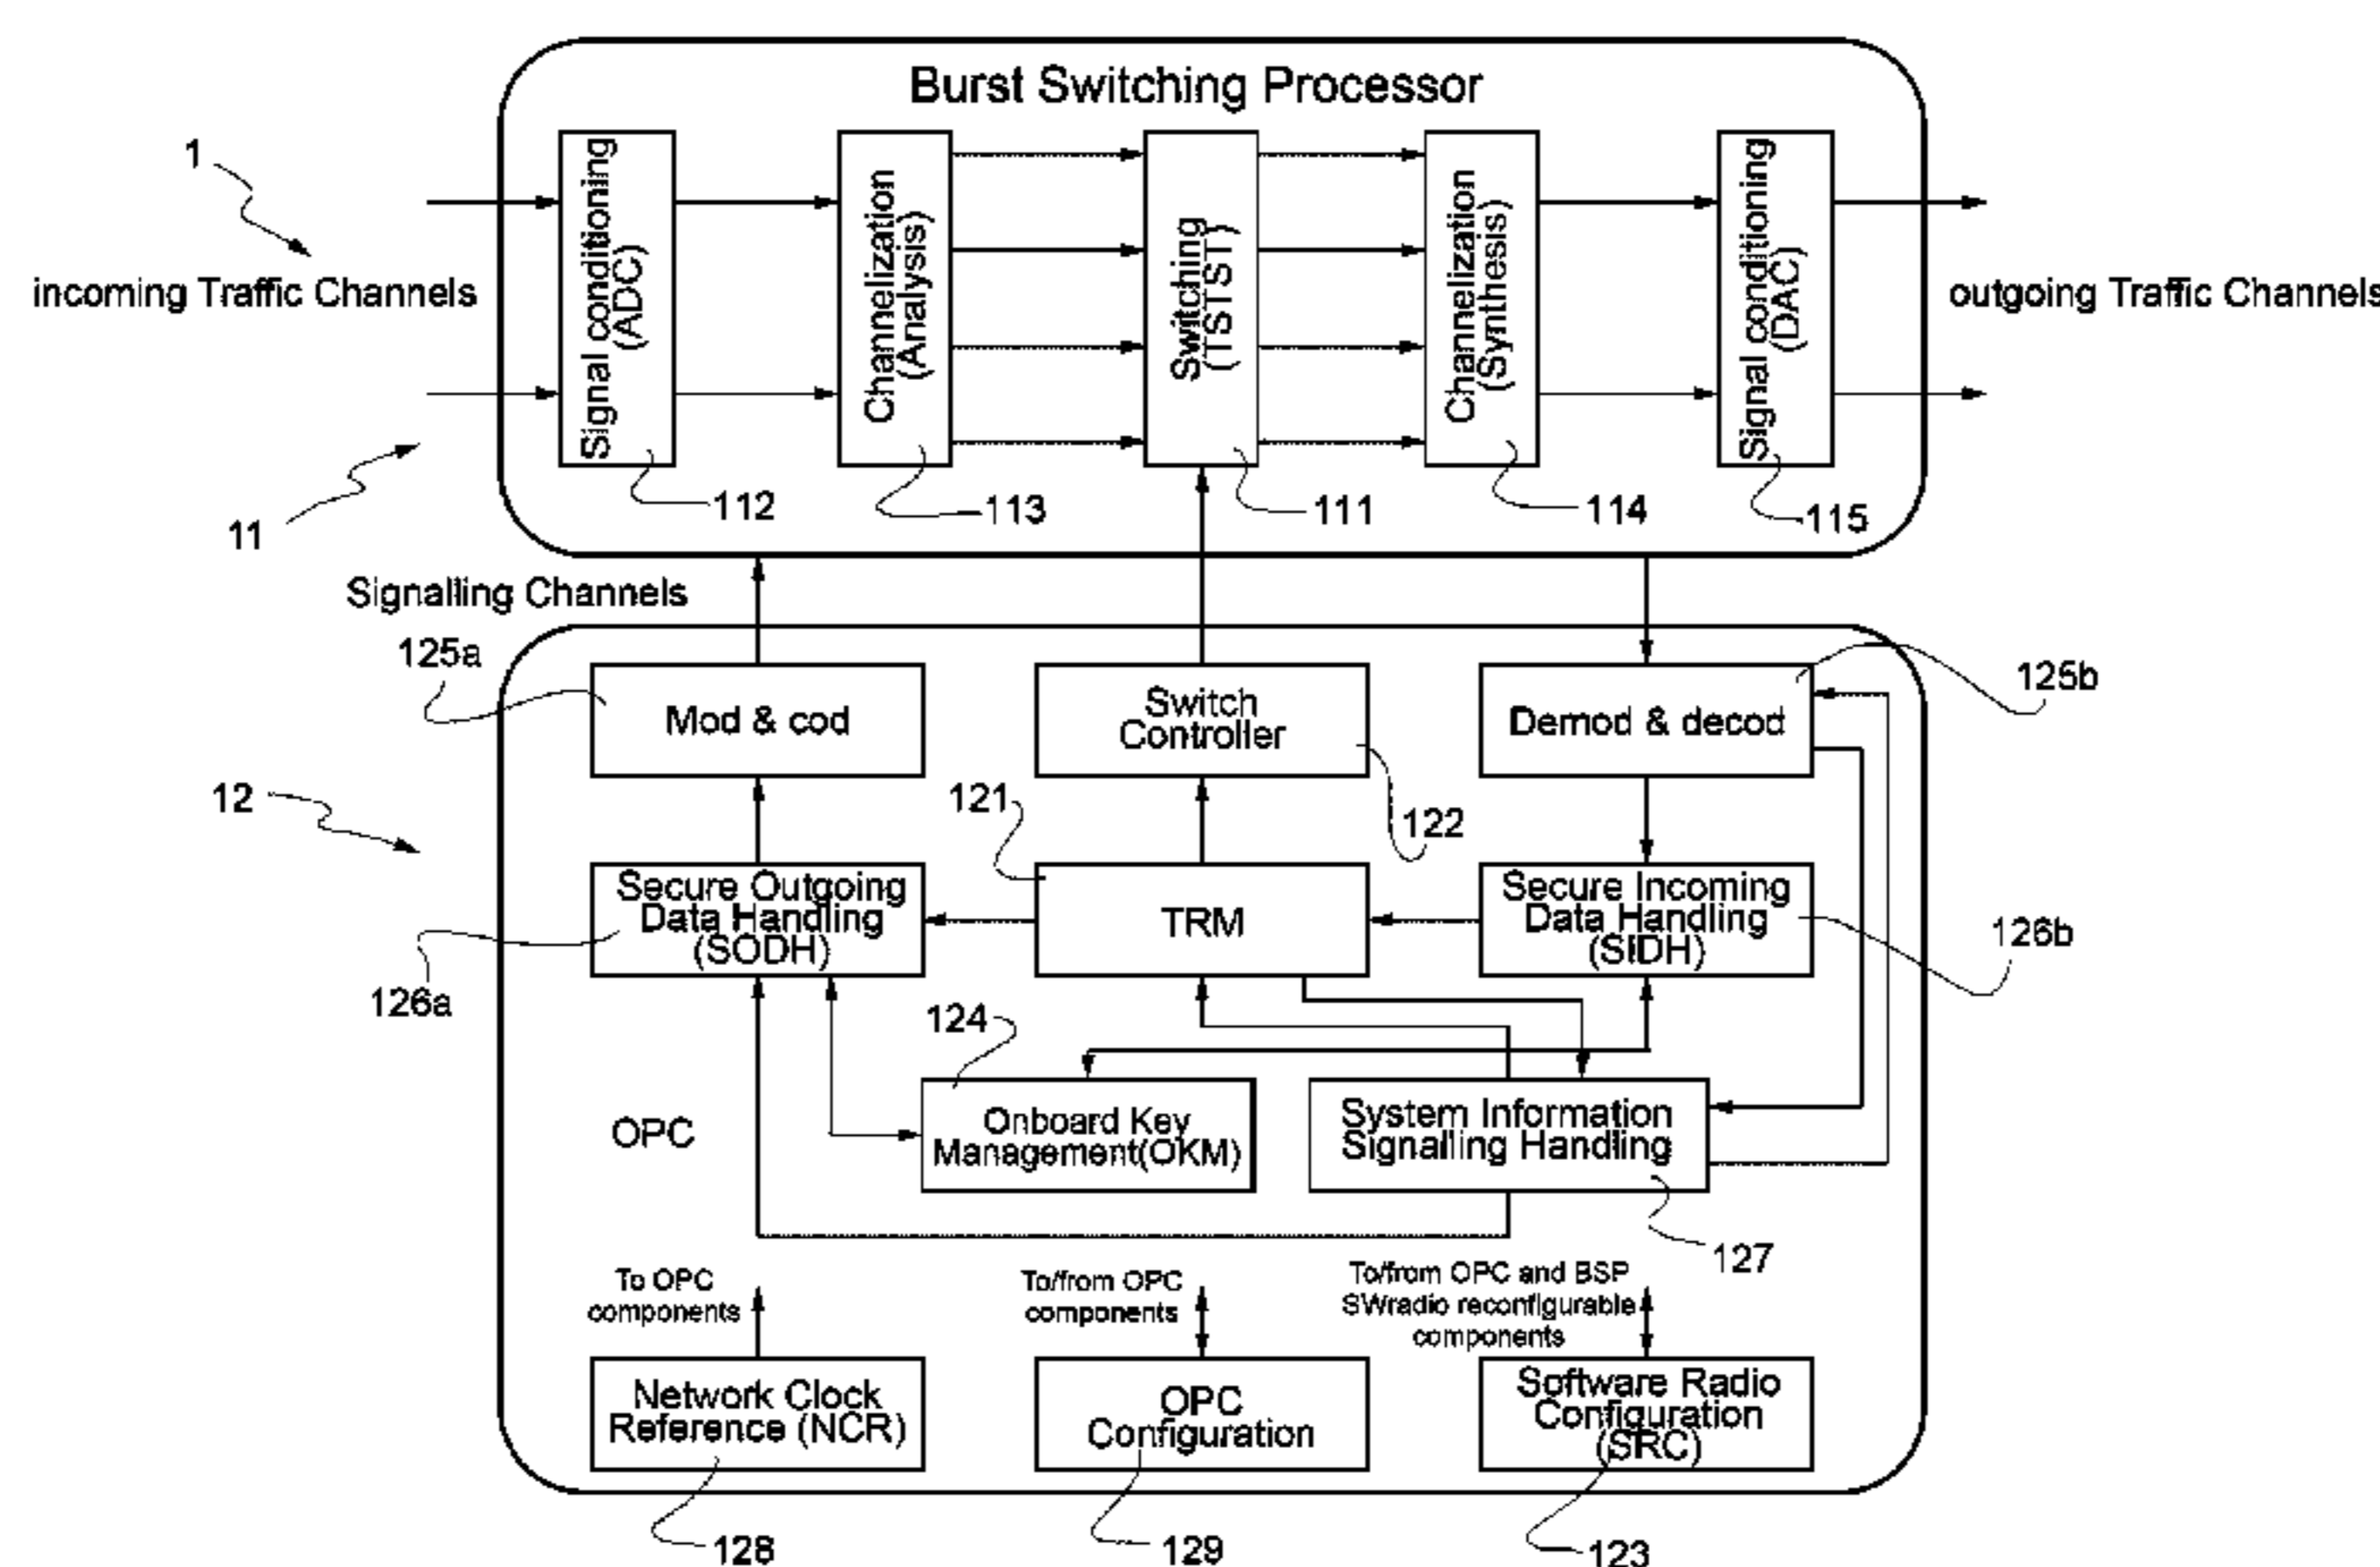 Burst Switching Processor
1
incoming Traffic Channels
outgoing Traffic Channels
Signal conditioning
(ADC)
Channelization
(Analysis)
Switching
(TSTST)
Channelization
(Synthesis)
Signal conditioning
(DAC)
11
112
113
111
114
115
Signalling Channels
125a
125b
Mod & cod
Switch
Controller
Demod & decod
12
121
122
Secure Outgoing
Data Handling
(SODH)
TRM
Secure Incoming
Data Handling
(SIDH)
126a
126b
124
OPC
Onboard Key
Management(OKM)
System Information
Signalling Handling
127
To OPC
components
To/from OPC
components
To/from OPC and BSP
SWradio reconfigurable
components
Network Clock
Reference (NCR)
OPC
Configuration
Software Radio
Configuration
(SRC)
128
129
123